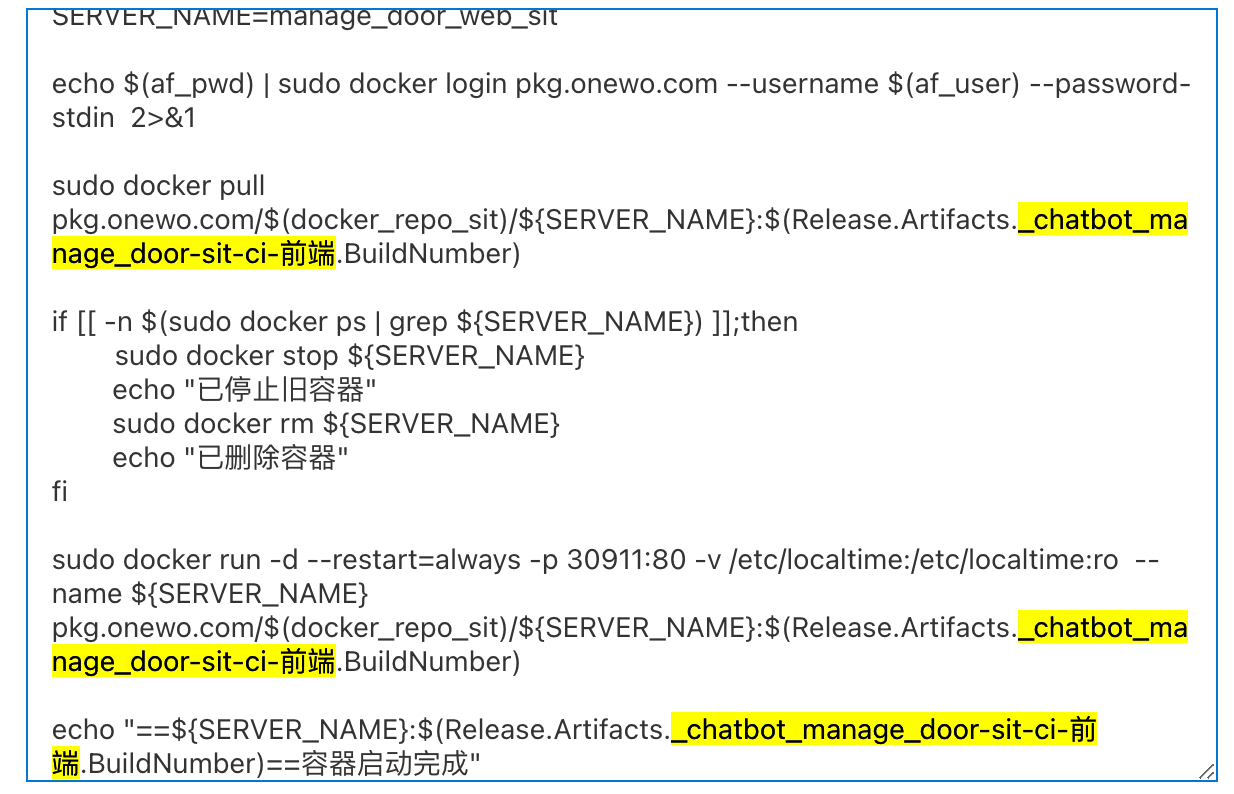 SERVER_NAME=manage_door_web_sit
echo $(af_pwd) | sudo docker login pkg.onewo.com --username $(af_user) --password-
stdin  2>&1
sudo docker pull
pkg.onewo.com/$(docker_repo_sit)/${SERVER_NAME}:$(Release.Artifacts._chatbot_ma
nage_door-sit-ci-前端.BuildNumber)
if [[ -n $(sudo docker ps | grep ${SERVER_NAME}) ]];then
sudo docker stop ${SERVER_NAME}
echo "已停止旧容器"
sudo docker rm ${SERVER_NAME}
echo "已删除容器"
fi
sudo docker run -d --restart=always -p 30911:80 -v /etc/localtime:/etc/localtime:ro  --
name ${SERVER_NAME}
pkg.onewo.com/$(docker_repo_sit)/${SERVER_NAME}:$(Release.Artifacts._chatbot_ma
nage_door-sit-ci-前端.BuildNumber)
echo "==${SERVER_NAME}:$(Release.Artifacts._chatbot_manage_door-sit-ci-前
端.BuildNumber)==容器启动完成"